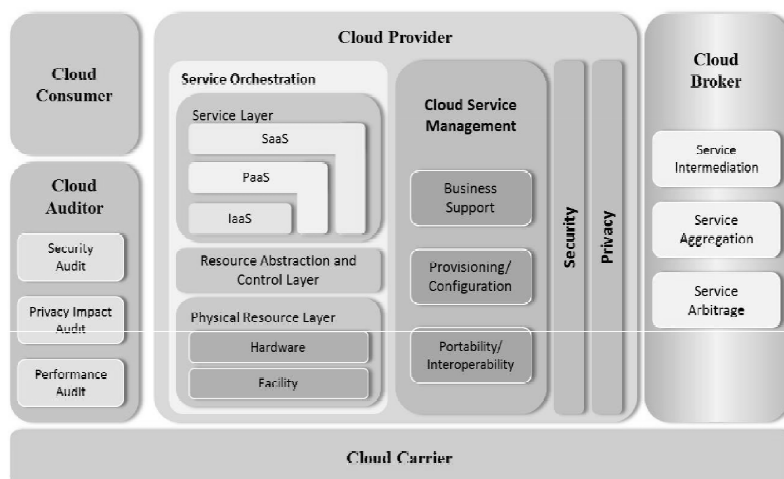 Cloud
Consumer
Cloud
Auditor
Security
Audit
Privacy Impact
Audit
Performance
Audit
Cloud Provider
Service Orchestration
Service Layer
SaaS
PaaS
IaaS
Resource Abstraction and
Control Layer
Physical Resource Layer
Hardware
Facility
Cloud Service
Management
Business
Support
Provisioning/
Configuration
Portability/
Interoperability
Security
Privacy
Cloud
Broker
Service
Intermediation
Service
Aggregation
Service
Arbitrage
Cloud Carrier